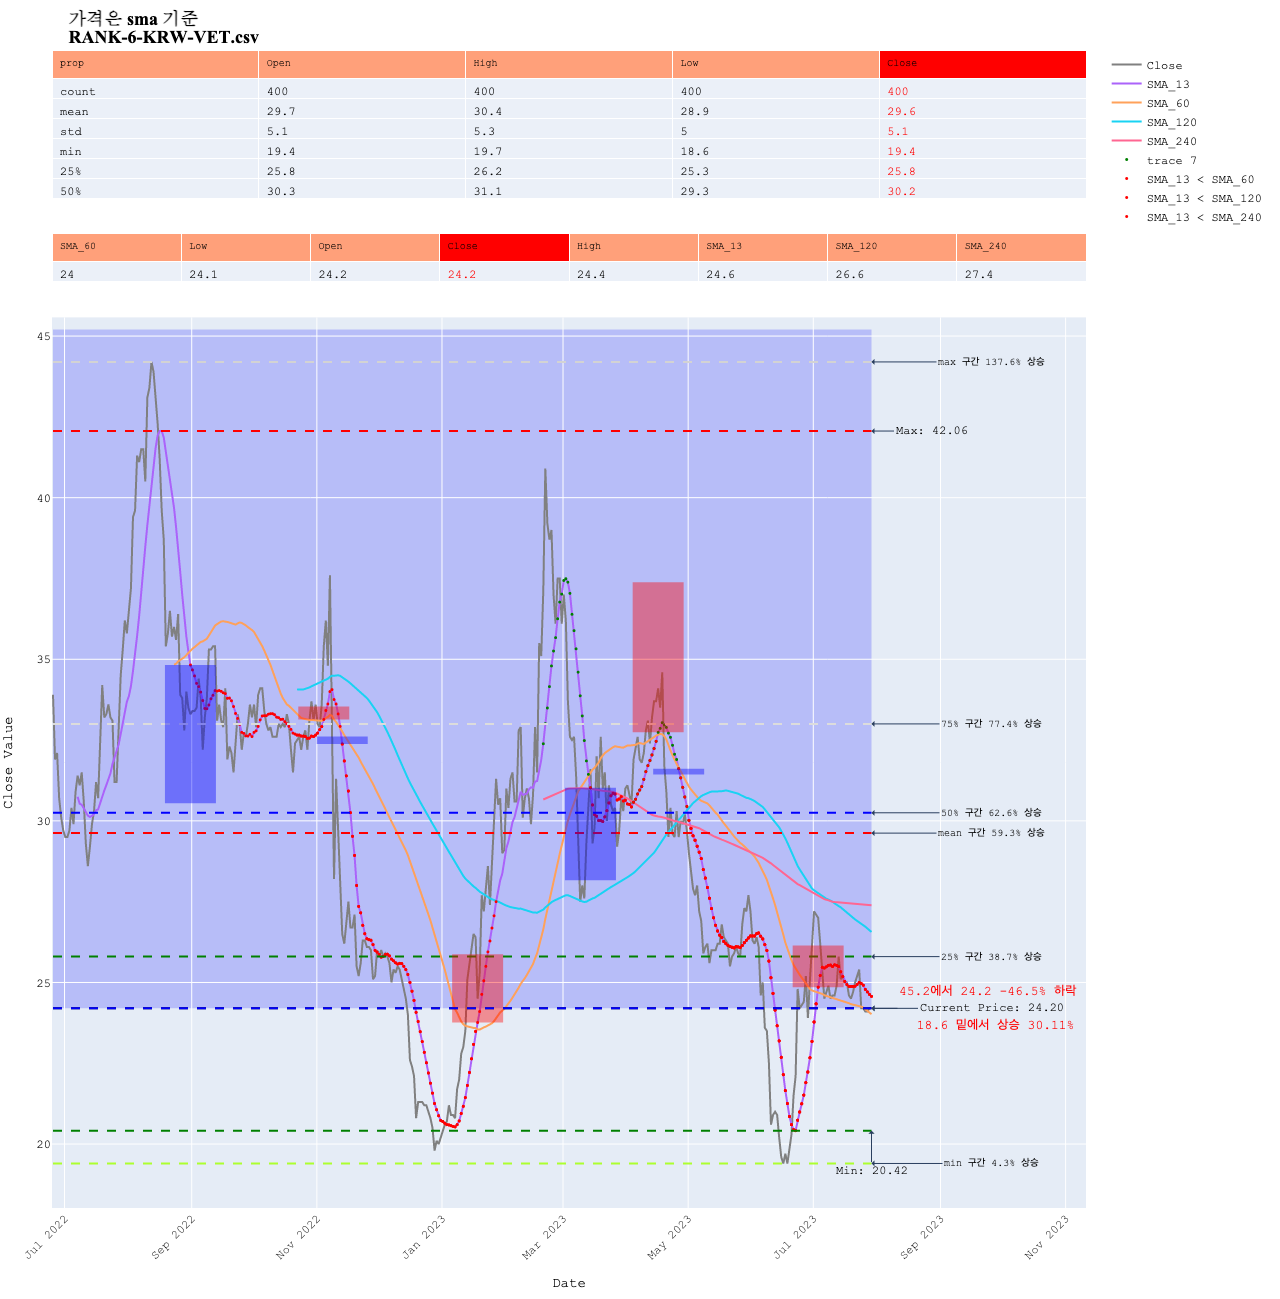 가격은 sma 기준
RANK-6-KRW-VET.csv
prop Open High Low Close
count 400 400 400 400
mean 29.7 30.4 28.9 29.6
std 5.1 5.3 5 5.1
min 19.4 19.7 18.6 19.4
25% 25.8 26.2 25.3 25.8
50% 30.3 31.1 29.3 30.2
SMA_60 Low Open Close High SMA_13 SMA_120 SMA_240
24 24.1 24.2 24.2 24.4 24.6 26.6 27.4
Close
SMA_13
SMA_60
SMA_120
SMA_240
trace 7
SMA_13 < SMA_60
SMA_13 < SMA_120
SMA_13 < SMA_240
Close Value
45
40
35
30
25
20
max 구간 137.6% 상승
Max: 42.06
75% 구간 77.4% 상승
50% 구간 62.6% 상승
mean 구간 59.3% 상승
25% 구간 38.7% 상승
45.2에서 24.2 -46.5% 하락
Current Price: 24.20
18.6 밑에서 상승 30.11%
min 구간 4.3% 상승
Min: 20.42
Jul 2022
Sep 2022
Nov 2022
Jan 2023
Mar 2023
May 2023
Jul 2023
Sep 2023
Nov 2023
Date